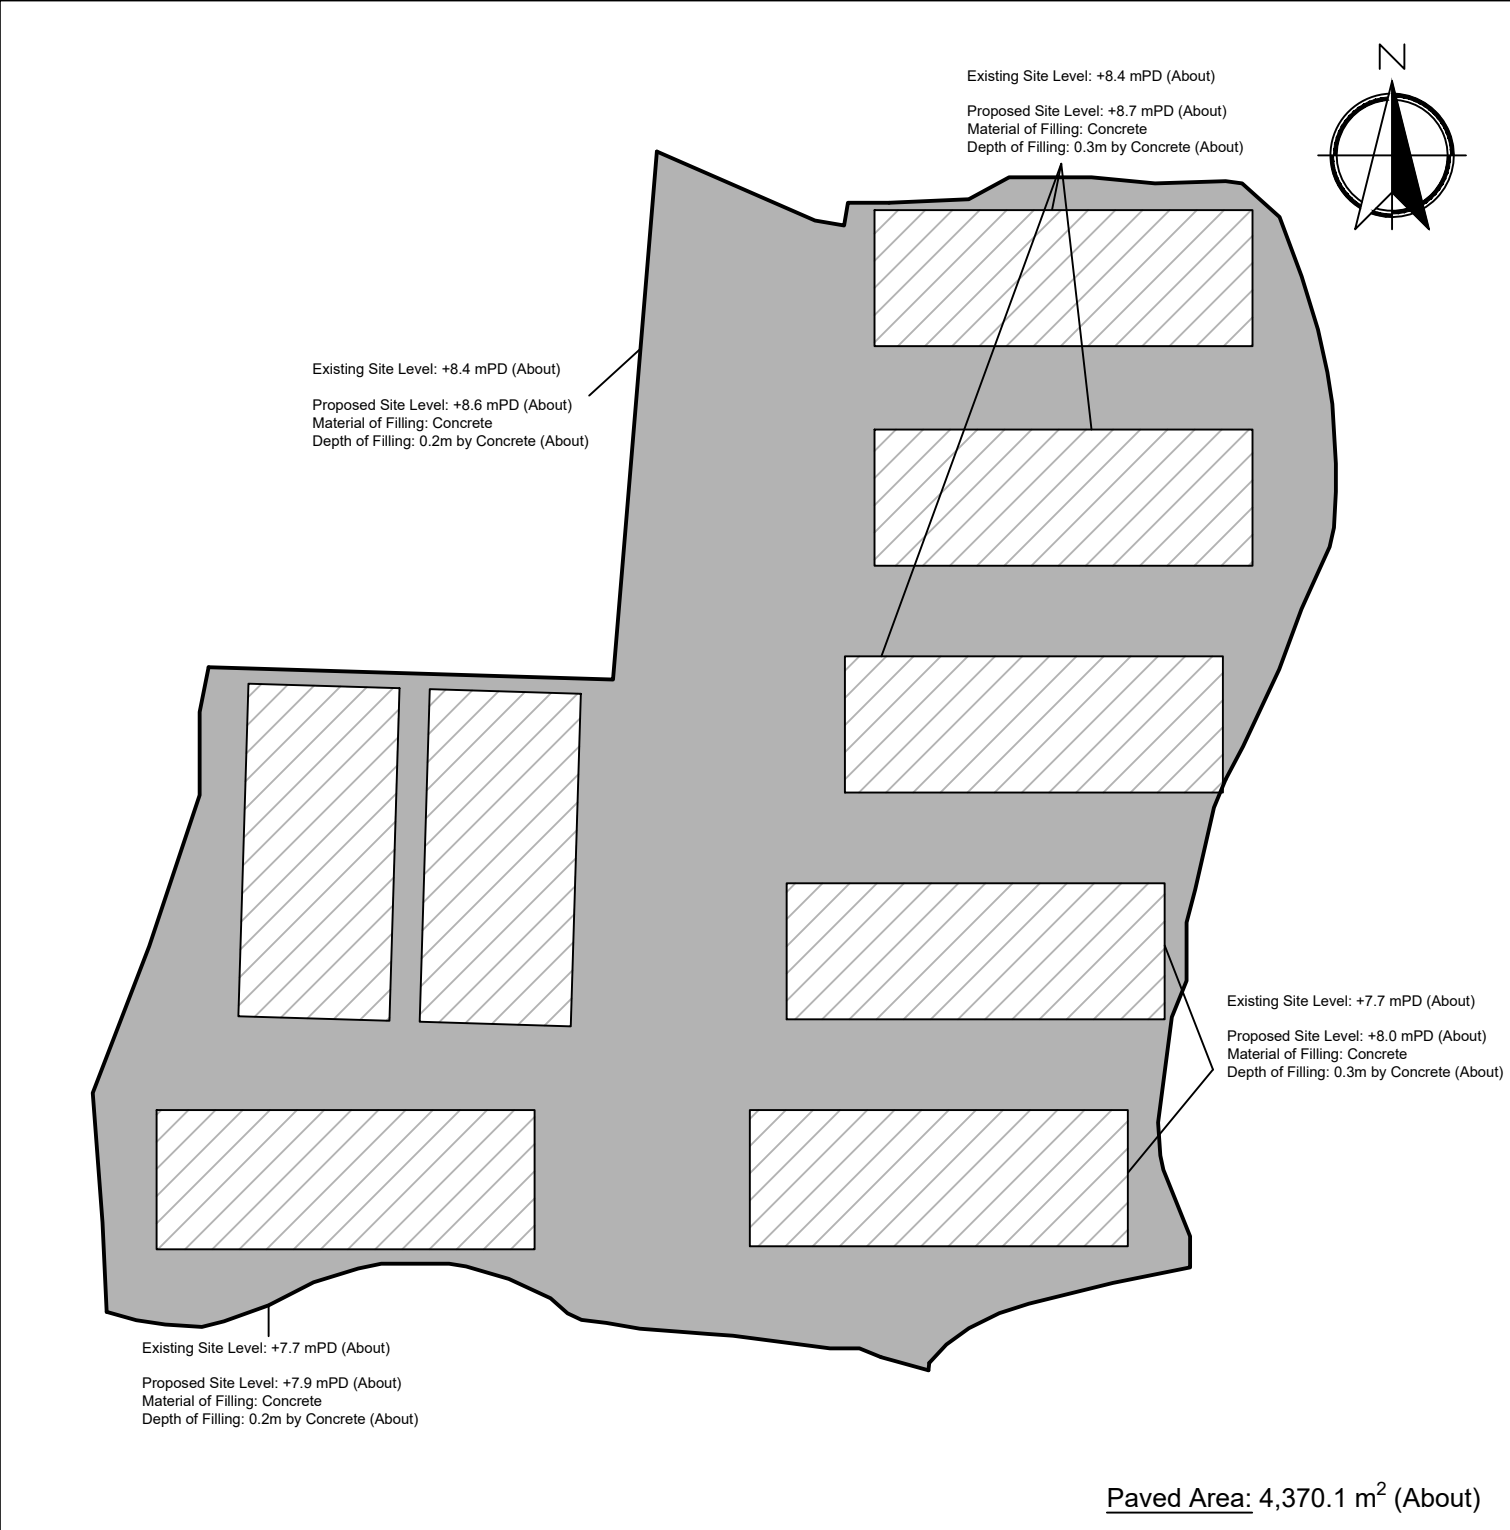 N
Existing Site Level: +8.4 mPD (About)
Proposed Site Level: +8.7 mPD (About)
Material of Filling: Concrete
Depth of Filling: 0.3m by Concrete (About)
Existing Site Level: +8.4 mPD (About)
Proposed Site Level: +8.6 mPD (About)
Material of Filling: Concrete
Depth of Filling: 0.2m by Concrete (About)
Existing Site Level: +7.7 mPD (About)
Proposed Site Level: +8.0 mPD (About)
Material of Filling: Concrete
Depth of Filling: 0.3m by Concrete (About)
Existing Site Level: +7.7 mPD (About)
Proposed Site Level: +7.9 mPD (About)
Material of Filling: Concrete
Depth of Filling: 0.2m by Concrete (About)
Paved Area: 4,370.1 m² (About)